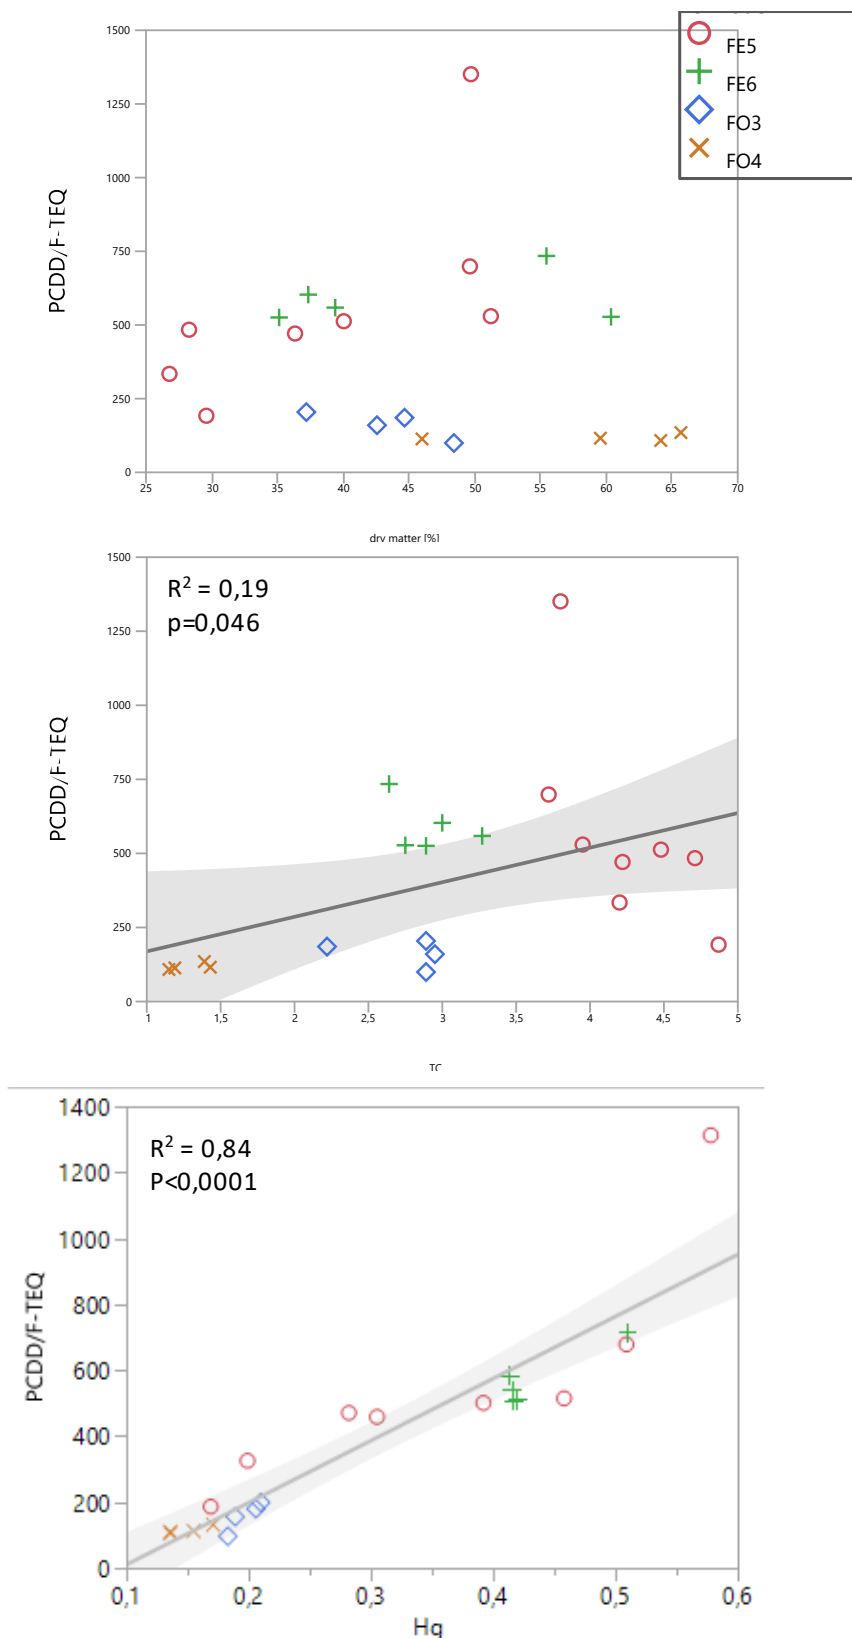 FE5
FE6
FO3
FO4
1500
1250
1000
750
500
250
0
PCDD/F-TEQ
25 30 35 40 45 50 55 60 65 70
dry matter [%]
R² = 0,19
p=0,046
1500
1250
1000
750
500
250
0
PCDD/F-TEQ
1 1,5 2 2,5 3 3,5 4 4,5 5
TC
R² = 0,84
P<0,0001
1400
1200
1000
800
600
400
200
0
PCDD/F-TEQ
0,1 0,2 0,3 0,4 0,5 0,6
Hg